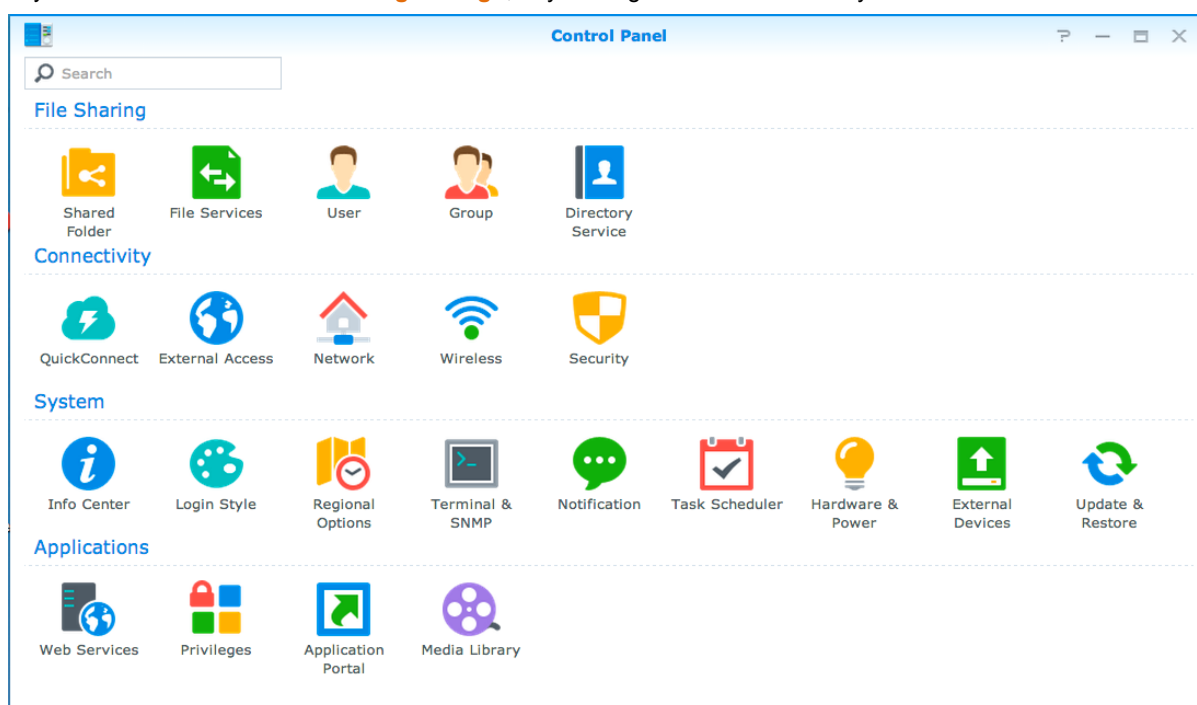 Control Panel
Search
File Sharing
Shared Folder
File Services
User
Group
Directory Service
Connectivity
QuickConnect
External Access
Network
Wireless
Security
System
Info Center
Login Style
Regional Options
Terminal & SNMP
Notification
Task Scheduler
Hardware & Power
External Devices
Update & Restore
Applications
Web Services
Privileges
Application Portal
Media Library